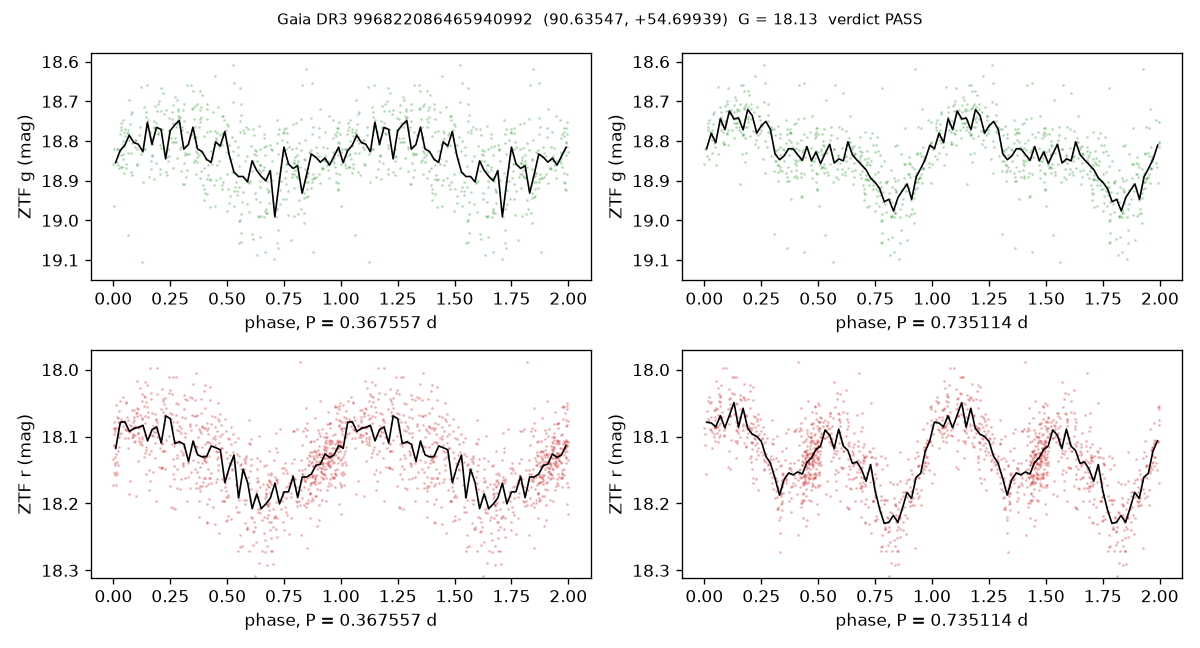 Gaia DR3 996822086465940992 (90.63547, +54.69939) G = 18.13 verdict PASS
ZTF g (mag)
18.6
18.7
18.8
18.9
19.0
19.1
0.00 0.25 0.50 0.75 1.00 1.25 1.50 1.75 2.00
phase, P = 0.367557 d
ZTF g (mag)
18.6
18.7
18.8
18.9
19.0
19.1
0.00 0.25 0.50 0.75 1.00 1.25 1.50 1.75 2.00
phase, P = 0.735114 d
ZTF r (mag)
18.0
18.1
18.2
18.3
0.00 0.25 0.50 0.75 1.00 1.25 1.50 1.75 2.00
phase, P = 0.367557 d
ZTF r (mag)
18.0
18.1
18.2
18.3
0.00 0.25 0.50 0.75 1.00 1.25 1.50 1.75 2.00
phase, P = 0.735114 d